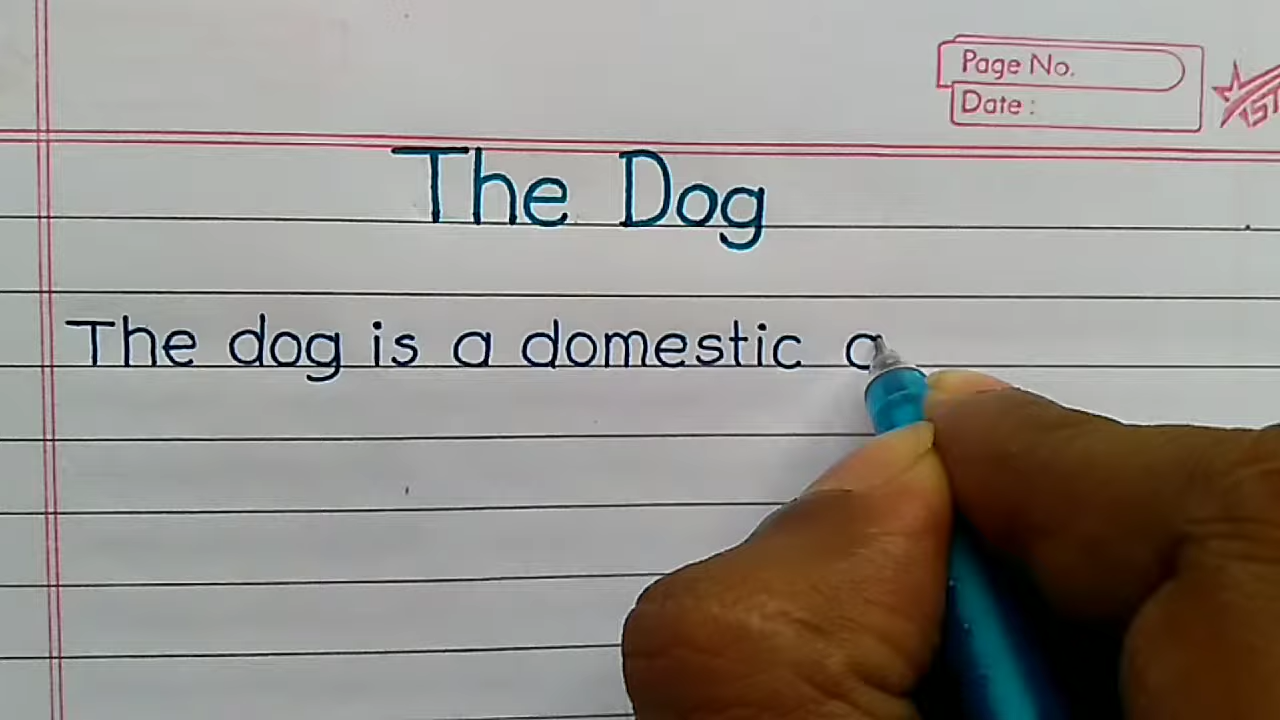 Page No.
Date :
The Dog
The dog is a domestic a